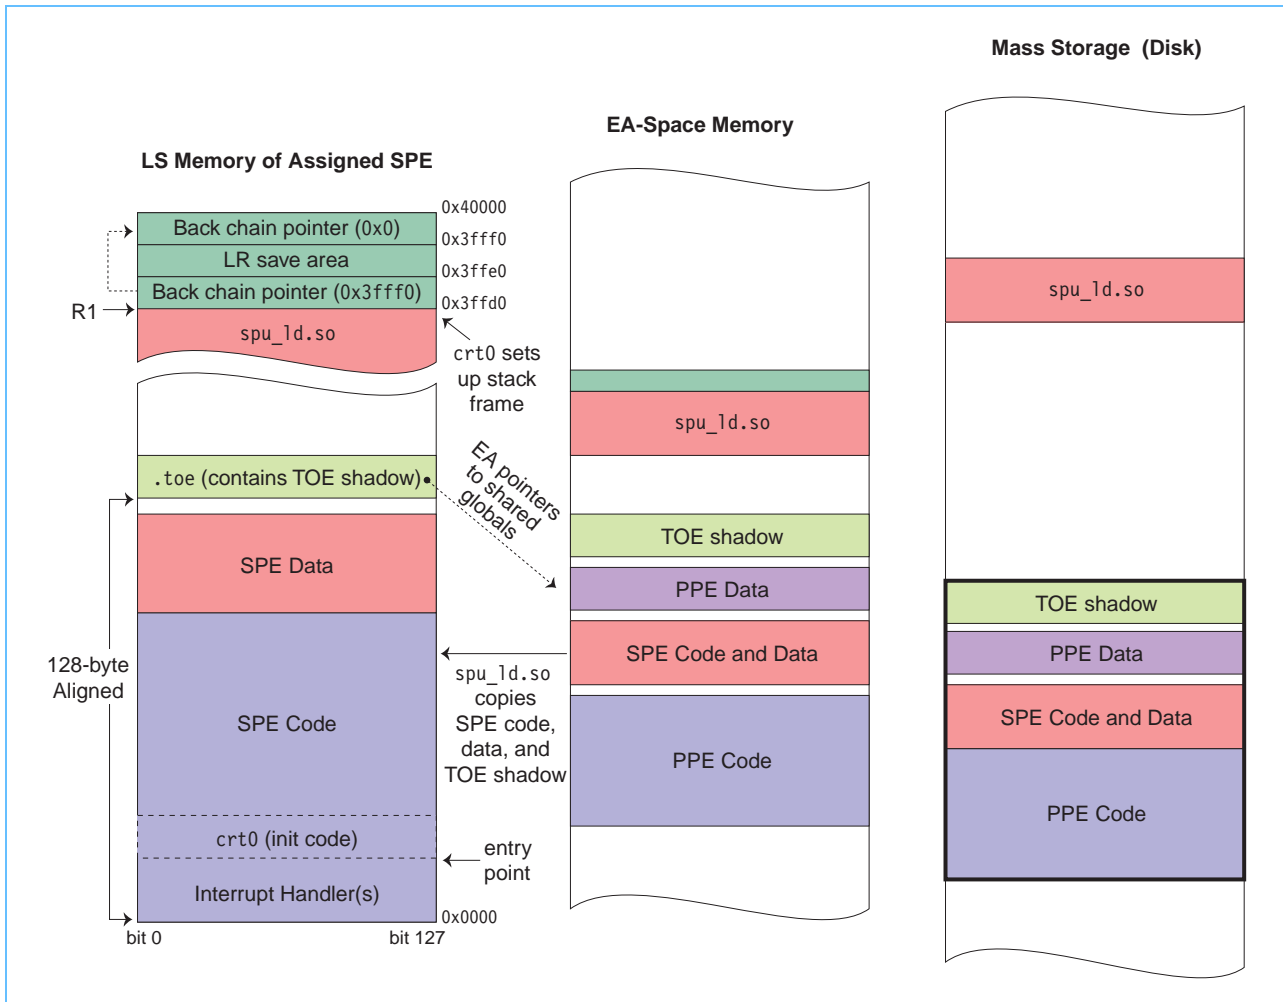 Mass Storage (Disk)
EA-Space Memory
LS Memory of Assigned SPE
0x40000
Back chain pointer (0x0)
0x3fff0
LR save area
0x3ffe0
Back chain pointer (0x3fff0)
0x3ffd0
R1
spu_ld.so
crt0 sets
up stack
frame
.toe (contains TOE shadow)
EA pointers
to shared
globals
SPE Data
128-byte
Aligned
SPE Code
spu_ld.so
copies
SPE code,
data, and
TOE shadow
crt0 (init code)
entry
point
Interrupt Handler(s)
0x0000
bit 0
bit 127
spu_ld.so
TOE shadow
PPE Data
SPE Code and Data
PPE Code
spu_ld.so
TOE shadow
PPE Data
SPE Code and Data
PPE Code